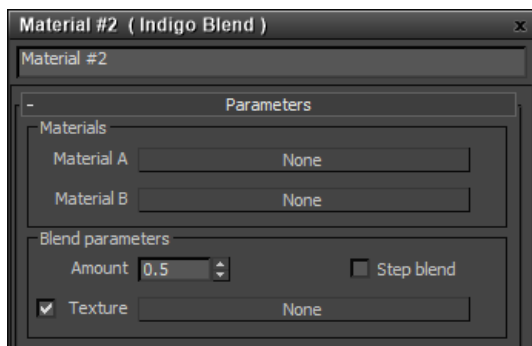 Material #2 ( Indigo Blend ) x
Material #2
- Parameters
Materials
Material A None
Material B None
Blend parameters
Amount 0.5 Step blend
Texture None